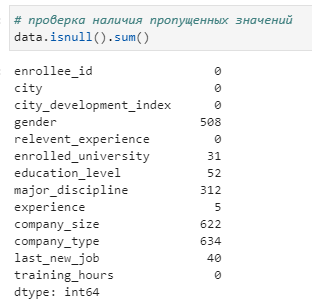 # проверка наличия пропущенных значений
data.isnull().sum()
enrollee_id 0
city 0
city_development_index 0
gender 508
relevent_experience 0
enrolled_university 31
education_level 52
major_discipline 312
experience 5
company_size 622
company_type 634
last_new_job 40
training_hours 0
dtype: int64